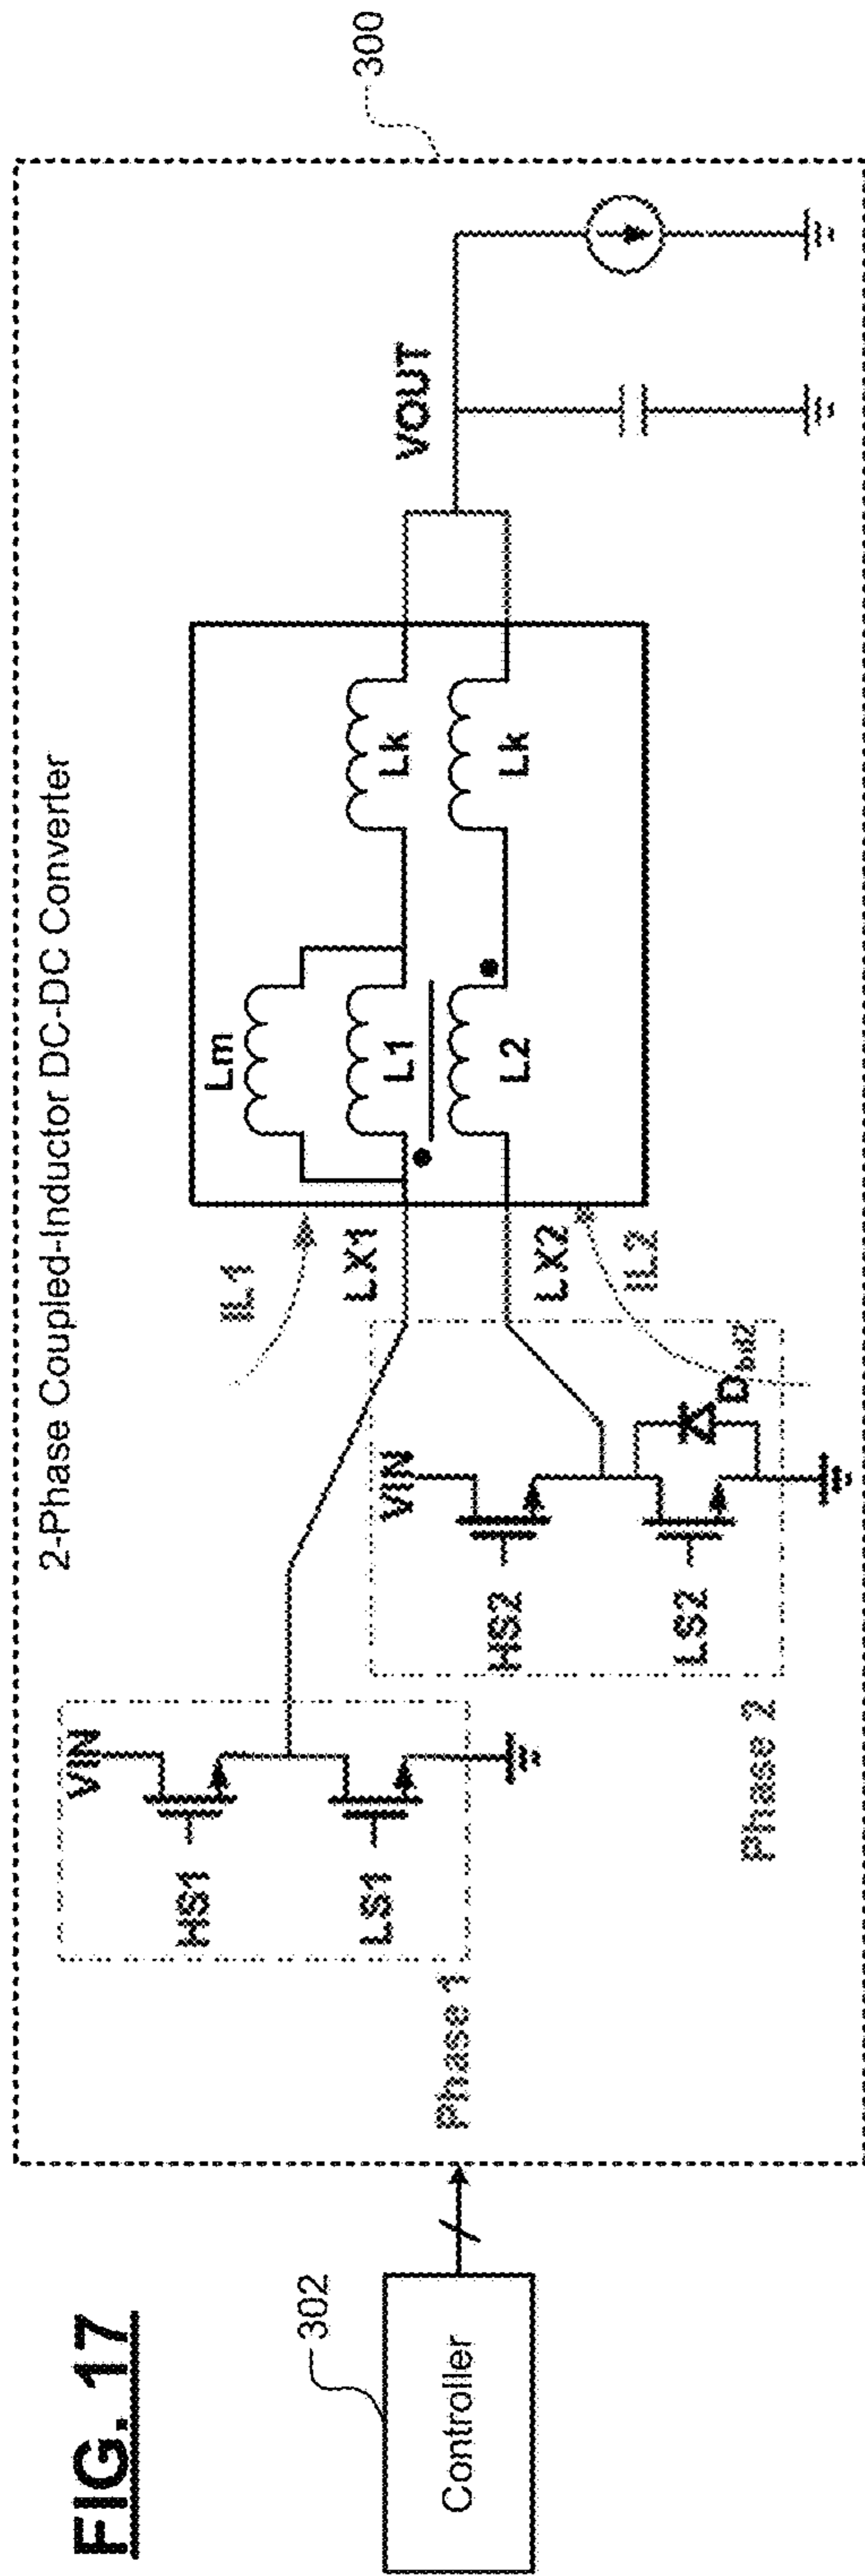 FIG. 17
2-Phase Coupled-Inductor DC-DC Converter
300
302
Controller
Phase 1
VIN
HS1
LS1
Phase 2
VIN
HS2
LS2
Dbd2
IL1
LX1
LX2
IL2
Lm
L1
L2
Lk
Lk
VOUT